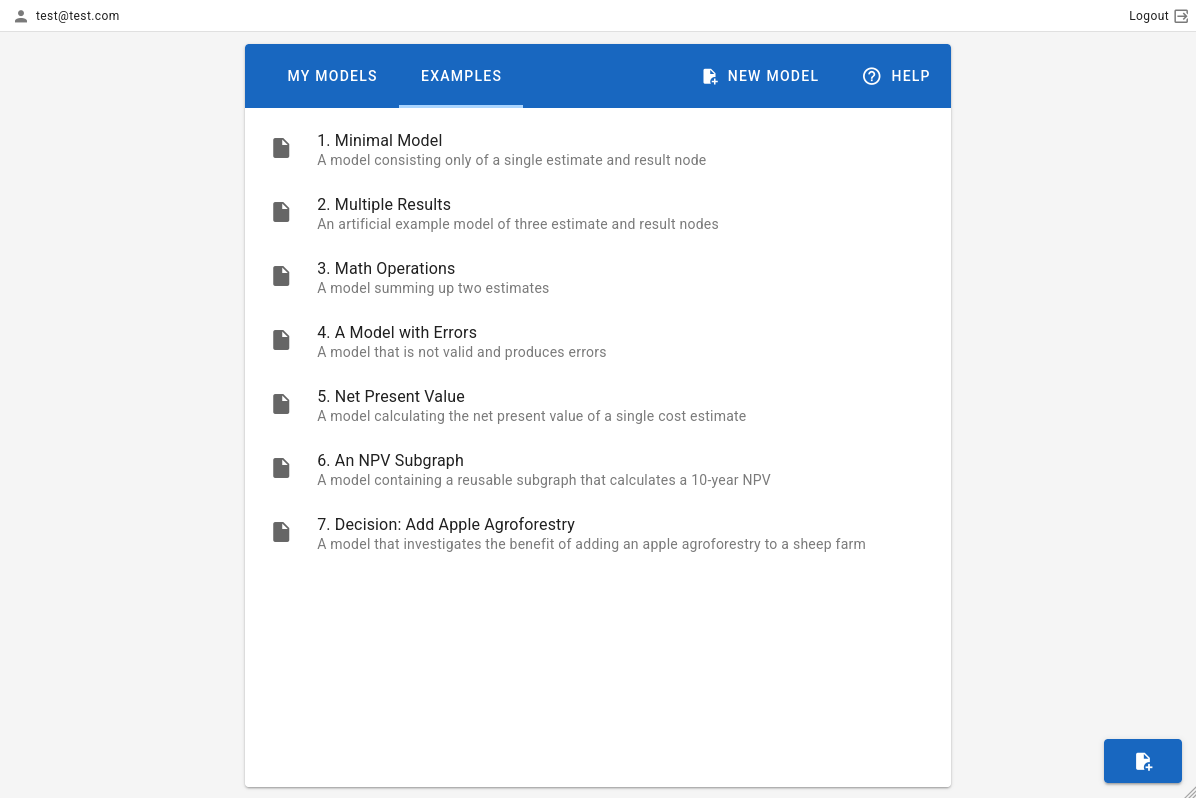 test@test.com
Logout
MY MODELS
EXAMPLES
NEW MODEL
HELP
1. Minimal Model
A model consisting only of a single estimate and result node
2. Multiple Results
An artificial example model of three estimate and result nodes
3. Math Operations
A model summing up two estimates
4. A Model with Errors
A model that is not valid and produces errors
5. Net Present Value
A model calculating the net present value of a single cost estimate
6. An NPV Subgraph
A model containing a reusable subgraph that calculates a 10-year NPV
7. Decision: Add Apple Agroforestry
A model that investigates the benefit of adding an apple agroforestry to a sheep farm